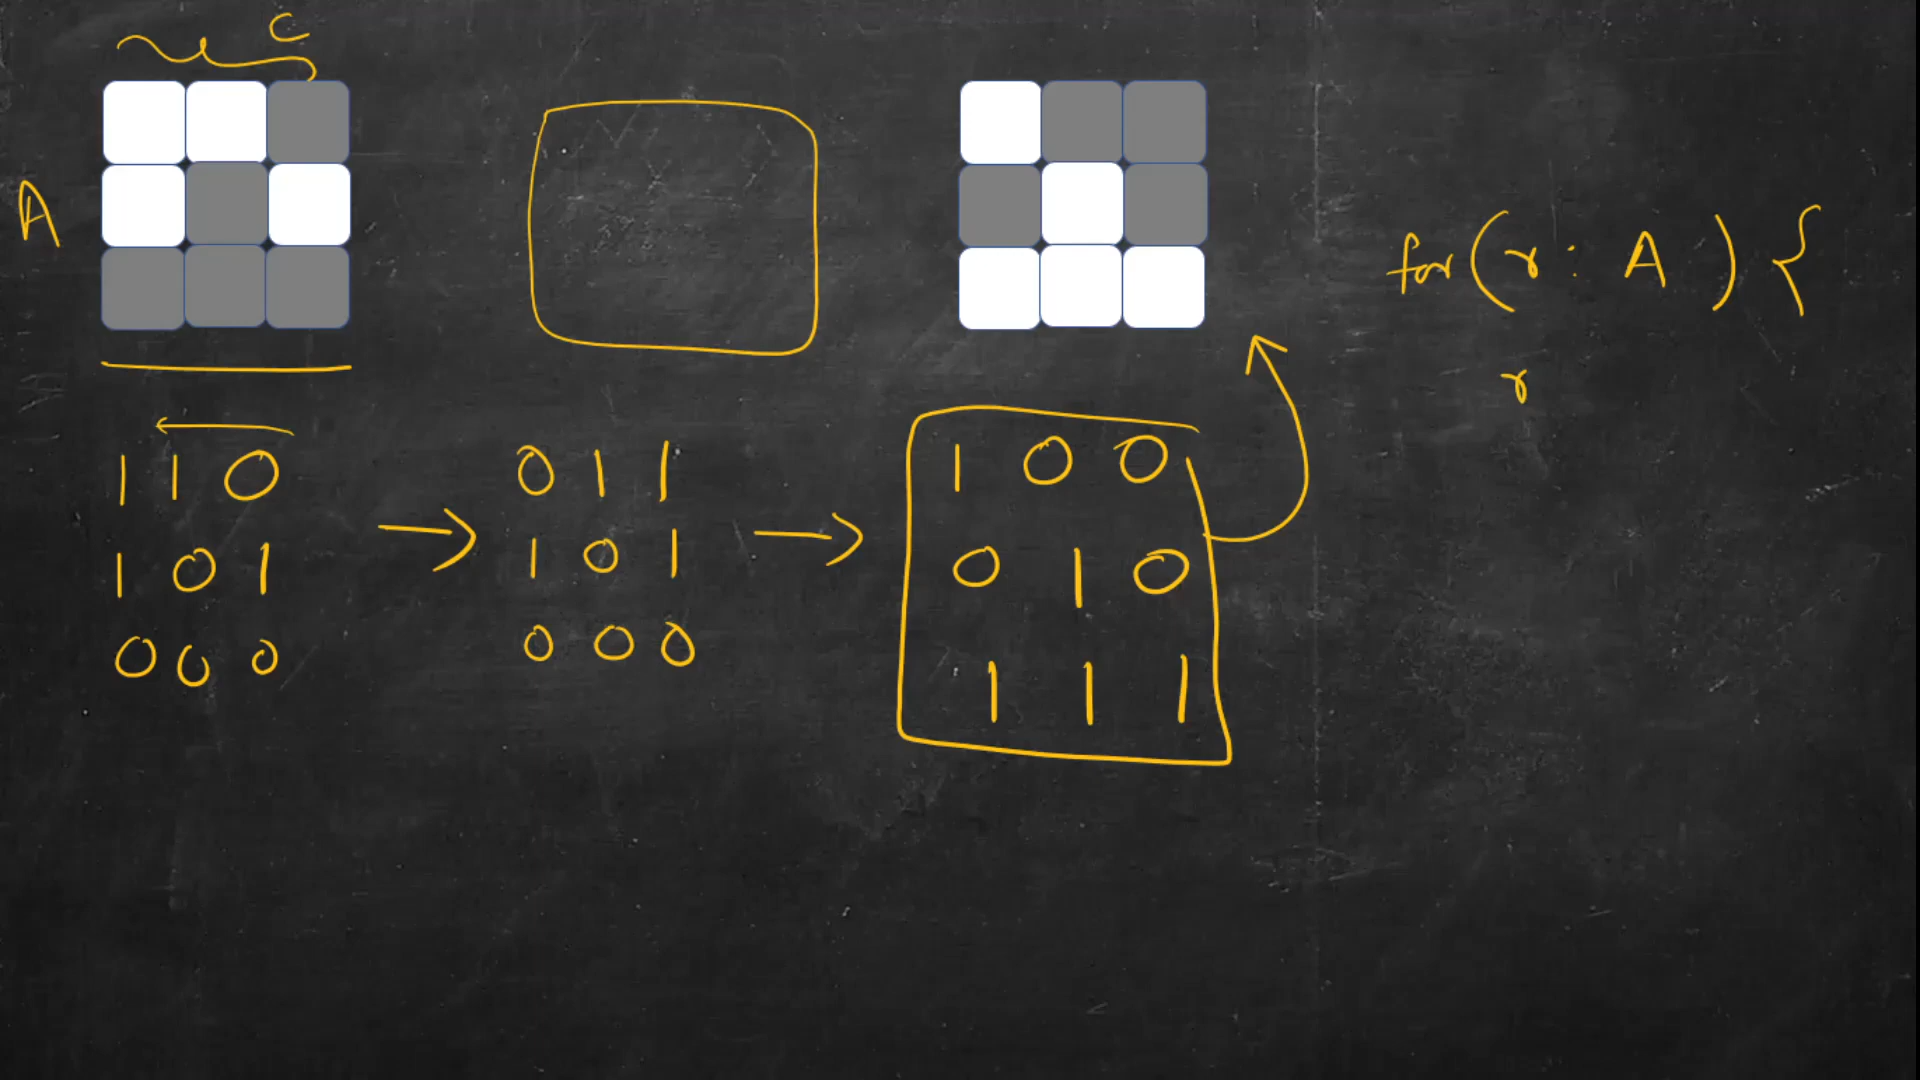 C
A
for(r: A){
r
1 1 0 → 0 1 1 → 1 0 0
1 0 1 1 0 1 0 1 0
0 0 0 0 0 0 1 1 1